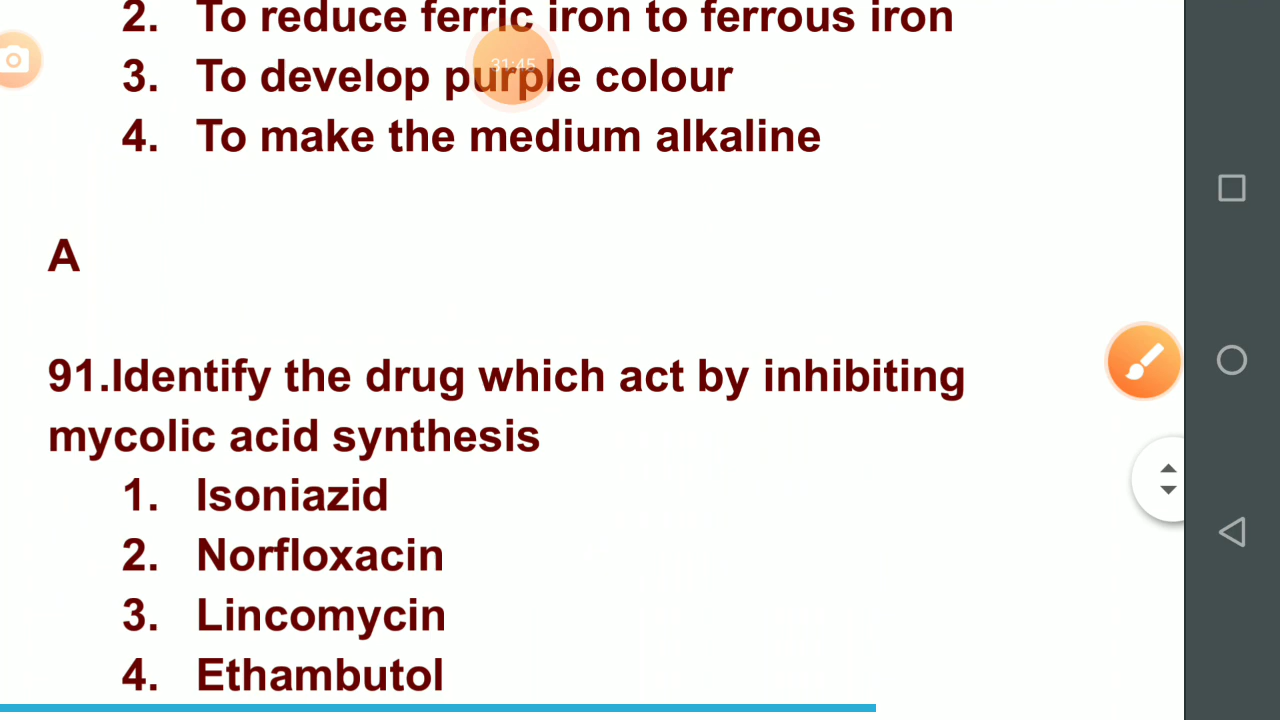 2. To reduce ferric iron to ferrous iron
31:45
3. To develop purple colour
4. To make the medium alkaline
A
91.Identify the drug which act by inhibiting
mycolic acid synthesis
1. Isoniazid
2. Norfloxacin
3. Lincomycin
4. Ethambutol